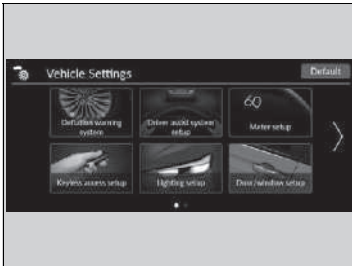 Vehicle Settings
Default
Deflation warning
system
Driver assist system
setup
60
Meter setup
Keyless access setup
Lighting setup
Door/window setup